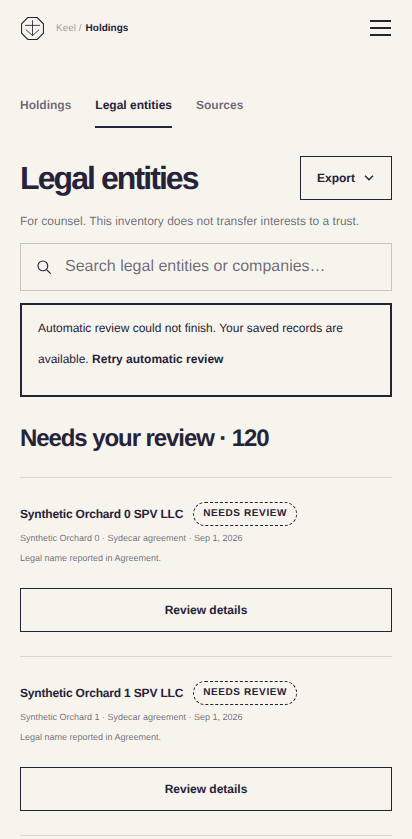 Keel / Holdings
Holdings Legal entities Sources
Legal entities
Export
For counsel. This inventory does not transfer interests to a trust.
Search legal entities or companies…
Automatic review could not finish. Your saved records are
available. Retry automatic review
Needs your review · 120
Synthetic Orchard 0 SPV LLC NEEDS REVIEW
Synthetic Orchard 0 · Sydecar agreement · Sep 1, 2026
Legal name reported in Agreement.
Review details
Synthetic Orchard 1 SPV LLC NEEDS REVIEW
Synthetic Orchard 1 · Sydecar agreement · Sep 1, 2026
Legal name reported in Agreement.
Review details